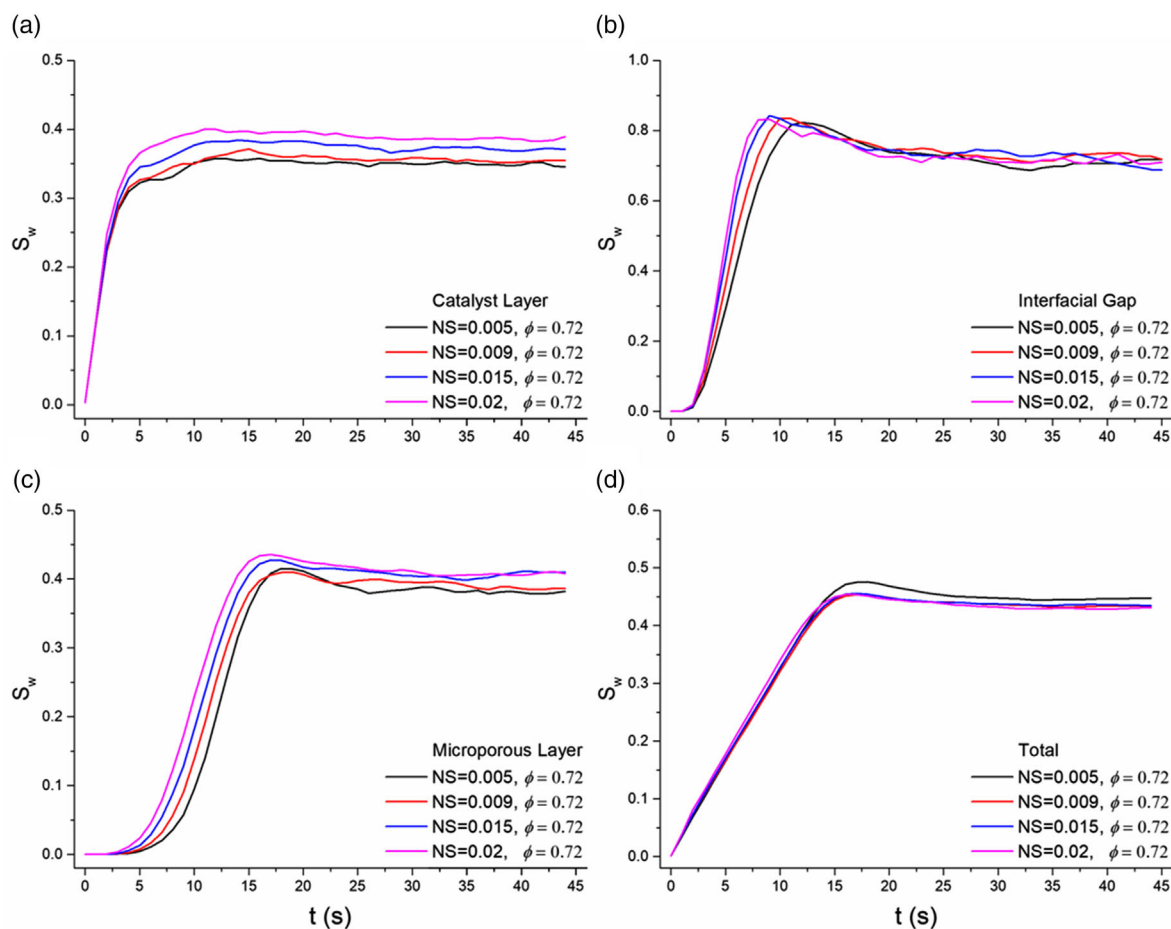 (a)
0.5
0.4
0.3
0.2
0.1
0.0
S_w
Catalyst Layer
NS=0.005, ϕ = 0.72
NS=0.009, ϕ = 0.72
NS=0.015, ϕ = 0.72
NS=0.02, ϕ = 0.72
0 5 10 15 20 25 30 35 40 45
(b)
1.0
0.8
0.6
0.4
0.2
0.0
S_w
Interfacial Gap
NS=0.005, ϕ = 0.72
NS=0.009, ϕ = 0.72
NS=0.015, ϕ = 0.72
NS=0.02, ϕ = 0.72
0 5 10 15 20 25 30 35 40 45
(c)
0.5
0.4
0.3
0.2
0.1
0.0
S_w
Microporous Layer
NS=0.005, ϕ = 0.72
NS=0.009, ϕ = 0.72
NS=0.015, ϕ = 0.72
NS=0.02, ϕ = 0.72
0 5 10 15 20 25 30 35 40 45
t (s)
(d)
0.6
0.5
0.4
0.3
0.2
0.1
0.0
S_w
Total
NS=0.005, ϕ = 0.72
NS=0.009, ϕ = 0.72
NS=0.015, ϕ = 0.72
NS=0.02, ϕ = 0.72
0 5 10 15 20 25 30 35 40 45
t (s)